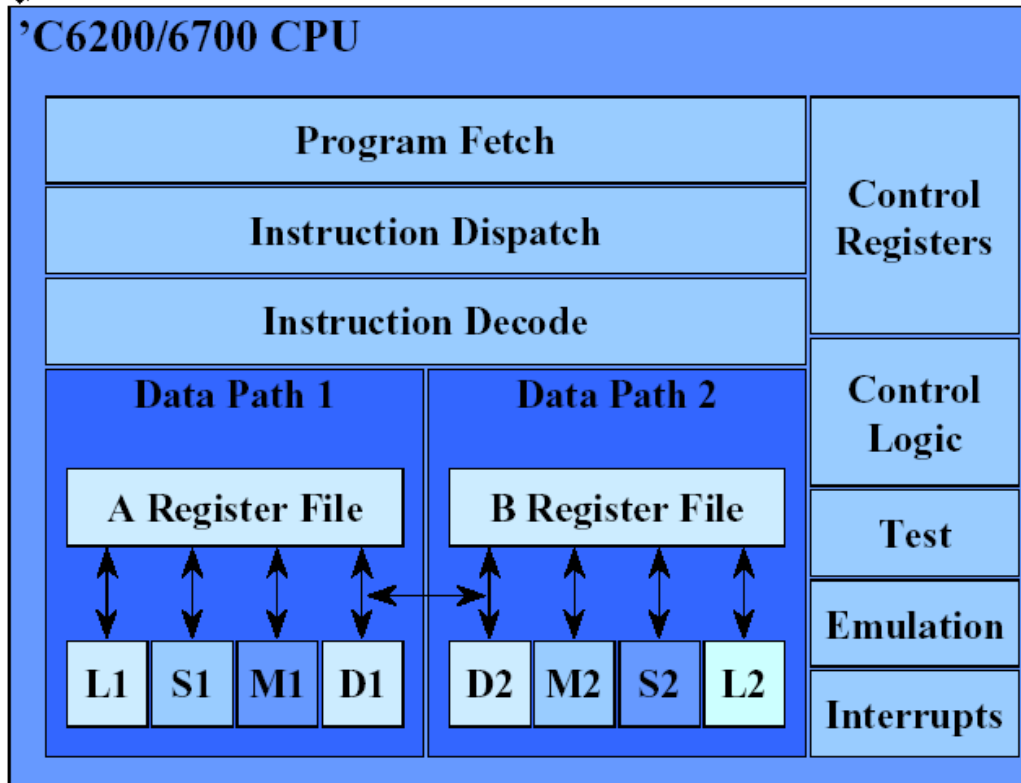 ’C6200/6700 CPU
Program Fetch
Instruction Dispatch
Instruction Decode
Control
Registers
Control
Logic
Test
Emulation
Interrupts
Data Path 1
A Register File
L1 S1 M1 D1
Data Path 2
B Register File
D2 M2 S2 L2